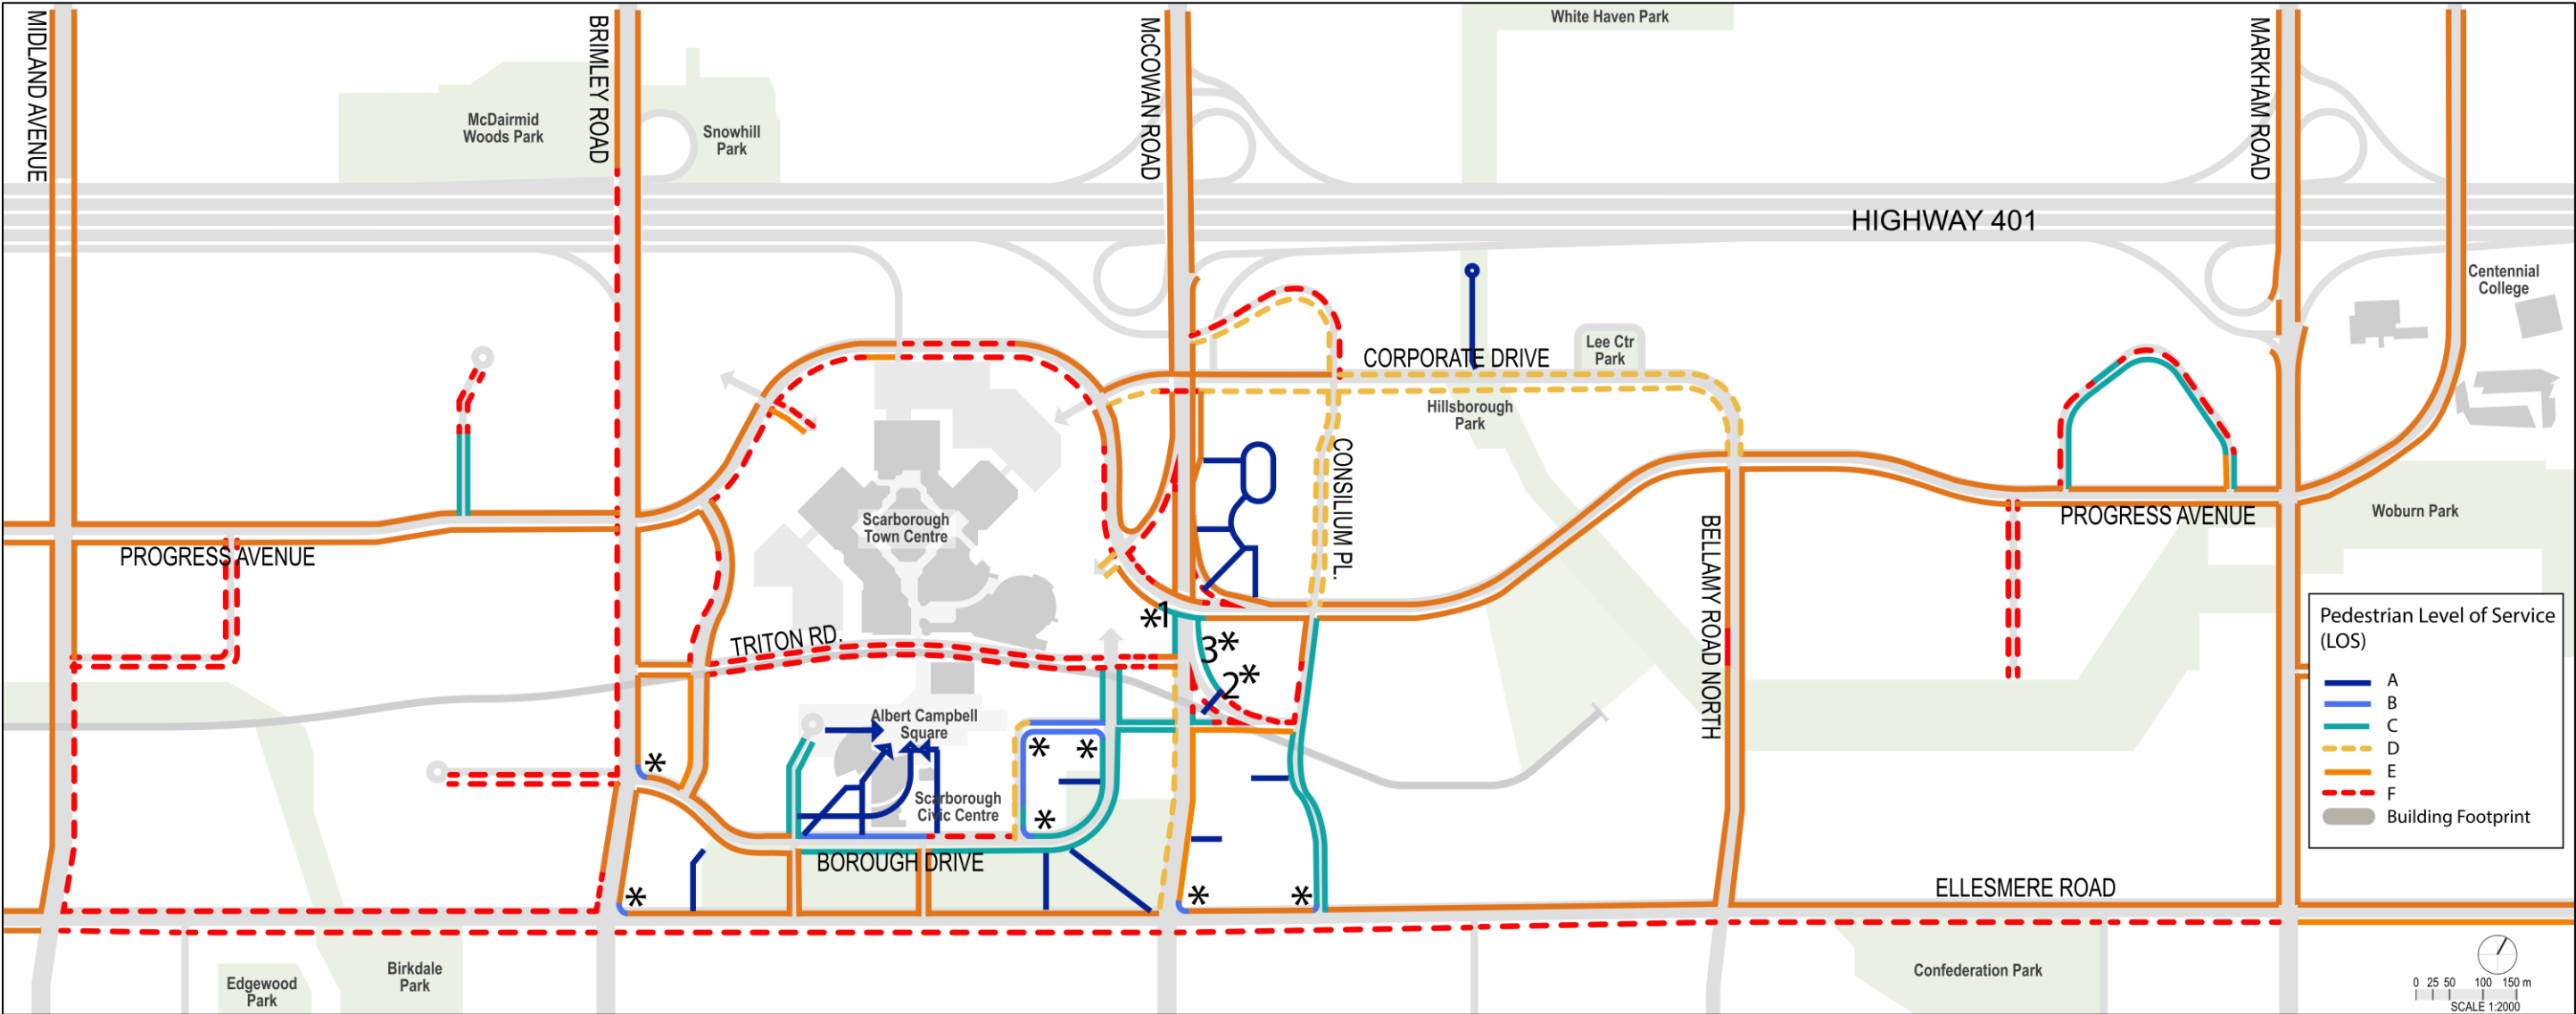 MIDLAND AVENUE
BRIMLEY ROAD
McCOWAN ROAD
White Haven Park
MARKHAM ROAD
McDairmid
Woods Park
Snowhill
Park
HIGHWAY 401
Centennial
College
CORPORATE DRIVE
Lee Ctr
Park
Hillsborough
Park
CONSILIUM PL.
Scarborough
Town Centre
PROGRESS AVENUE
BELLAMY ROAD NORTH
PROGRESS AVENUE
Woburn Park
*1
3*
2*
TRITON RD.
Albert Campbell
Square
*
*
*
Scarborough
Civic Centre
*
BOROUGH DRIVE
*
*
*
ELLESMERE ROAD
Edgewood
Park
Birkdale
Park
Confederation Park
Pedestrian Level of Service
(LOS)
A
B
C
D
E
F
Building Footprint
0 25 50 100 150 m
SCALE 1:2000